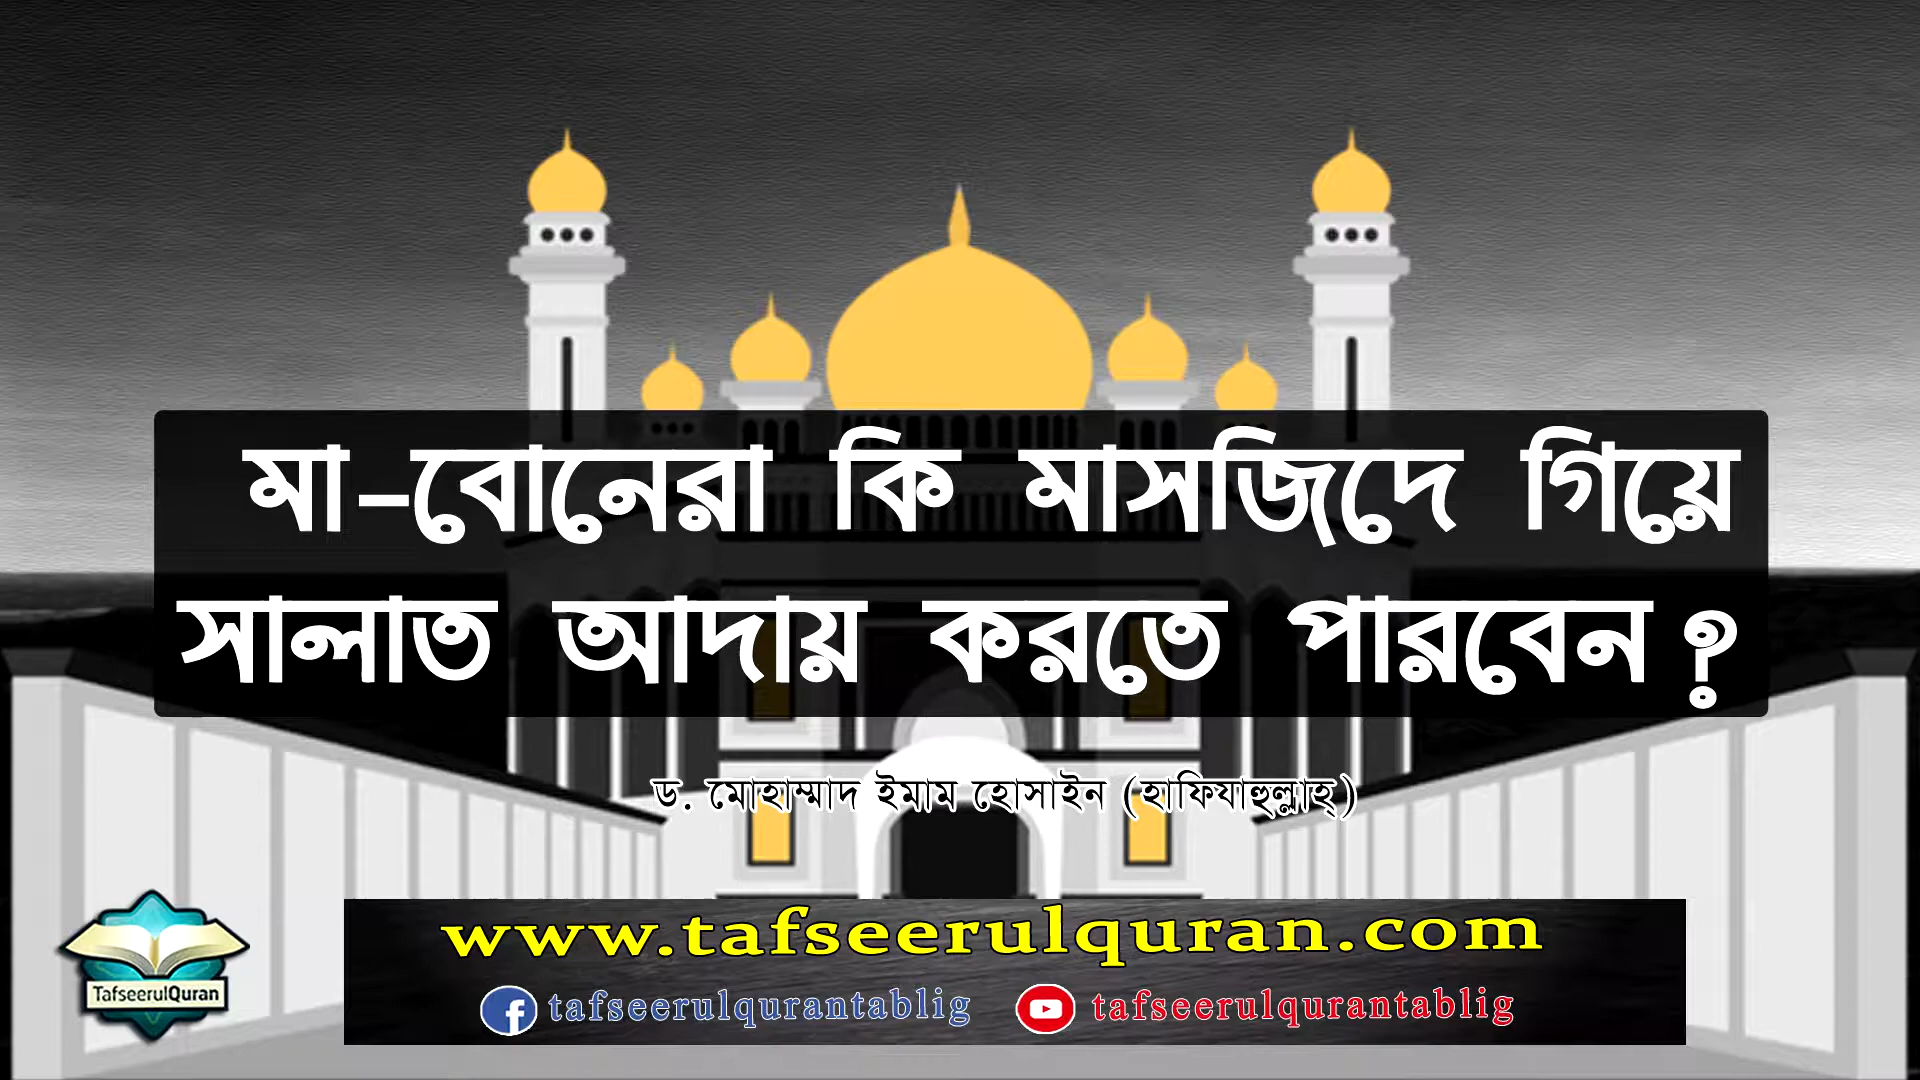 মা-বোনেরা কি মাসজিদে গিয়ে
সালাত আদায় করতে পারবেন ?
ড. মোহাম্মাদ ইমাম হোসাইন (হাফিযাহুল্লাহ্)
TafseerulQuran
www.tafseerulquran.com
tafseerulqurantablig
tafseerulqurantablig